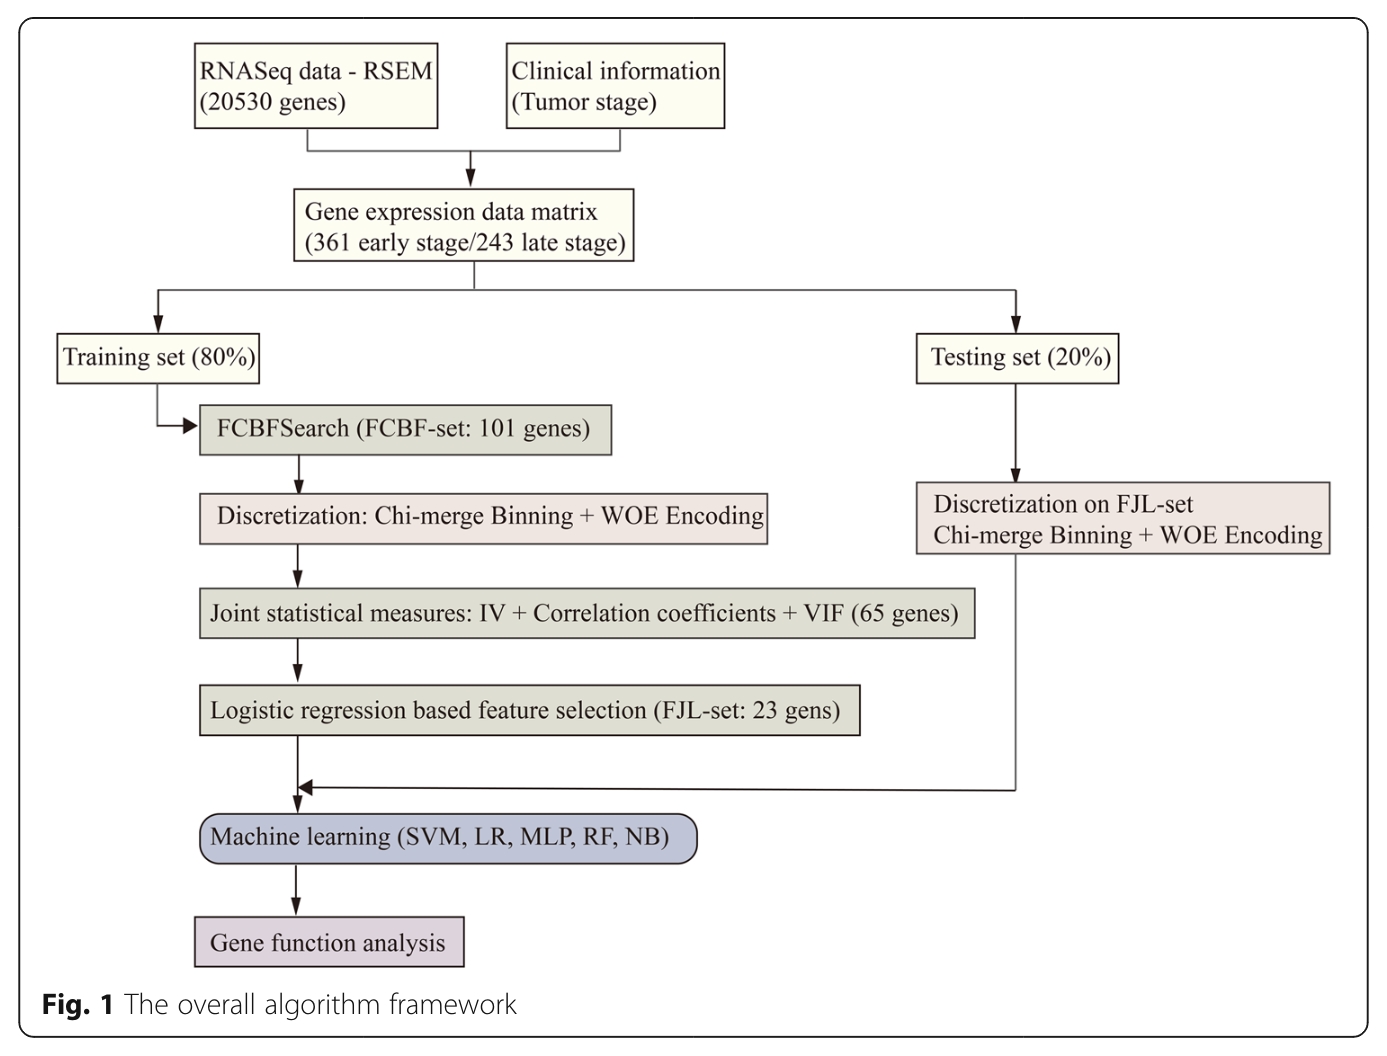 RNASeq data - RSEM
(20530 genes)
Clinical information
(Tumor stage)
Gene expression data matrix
(361 early stage/243 late stage)
Training set (80%)
Testing set (20%)
FCBFSearch (FCBF-set: 101 genes)
Discretization: Chi-merge Binning + WOE Encoding
Discretization on FJL-set
Chi-merge Binning + WOE Encoding
Joint statistical measures: IV + Correlation coefficients + VIF (65 genes)
Logistic regression based feature selection (FJL-set: 23 gens)
Machine learning (SVM, LR, MLP, RF, NB)
Gene function analysis
Fig. 1 The overall algorithm framework